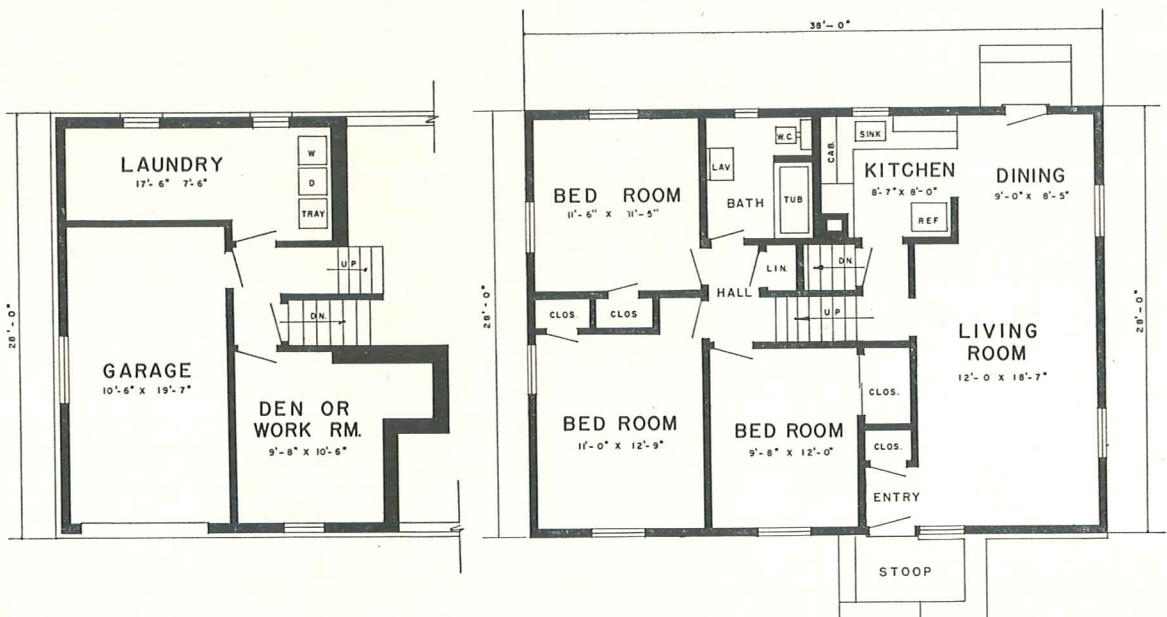 LAUNDRY
17'-6" 7'-6"
W
D
TRAY
UP
DN.
GARAGE
10'-6" X 19'-7"
DEN OR
WORK RM.
9'-8" X 10'-6"
28'-0"
38'-0"
28'-0"
BED ROOM
11'-6" X 11'-5"
LAV
W.C.
BATH
TUB
CAB.
SINK
KITCHEN
8'-7" X 8'-0"
REF
DINING
9'-0" X 8'-5"
LIN.
DN.
HALL
UP
CLOS.
CLOS
LIVING
ROOM
12'-0 X 18'-7"
28'-0"
BED ROOM
11'-0" X 12'-9"
BED ROOM
9'-8" X 12'-0"
CLOS.
CLOS.
ENTRY
STOOP